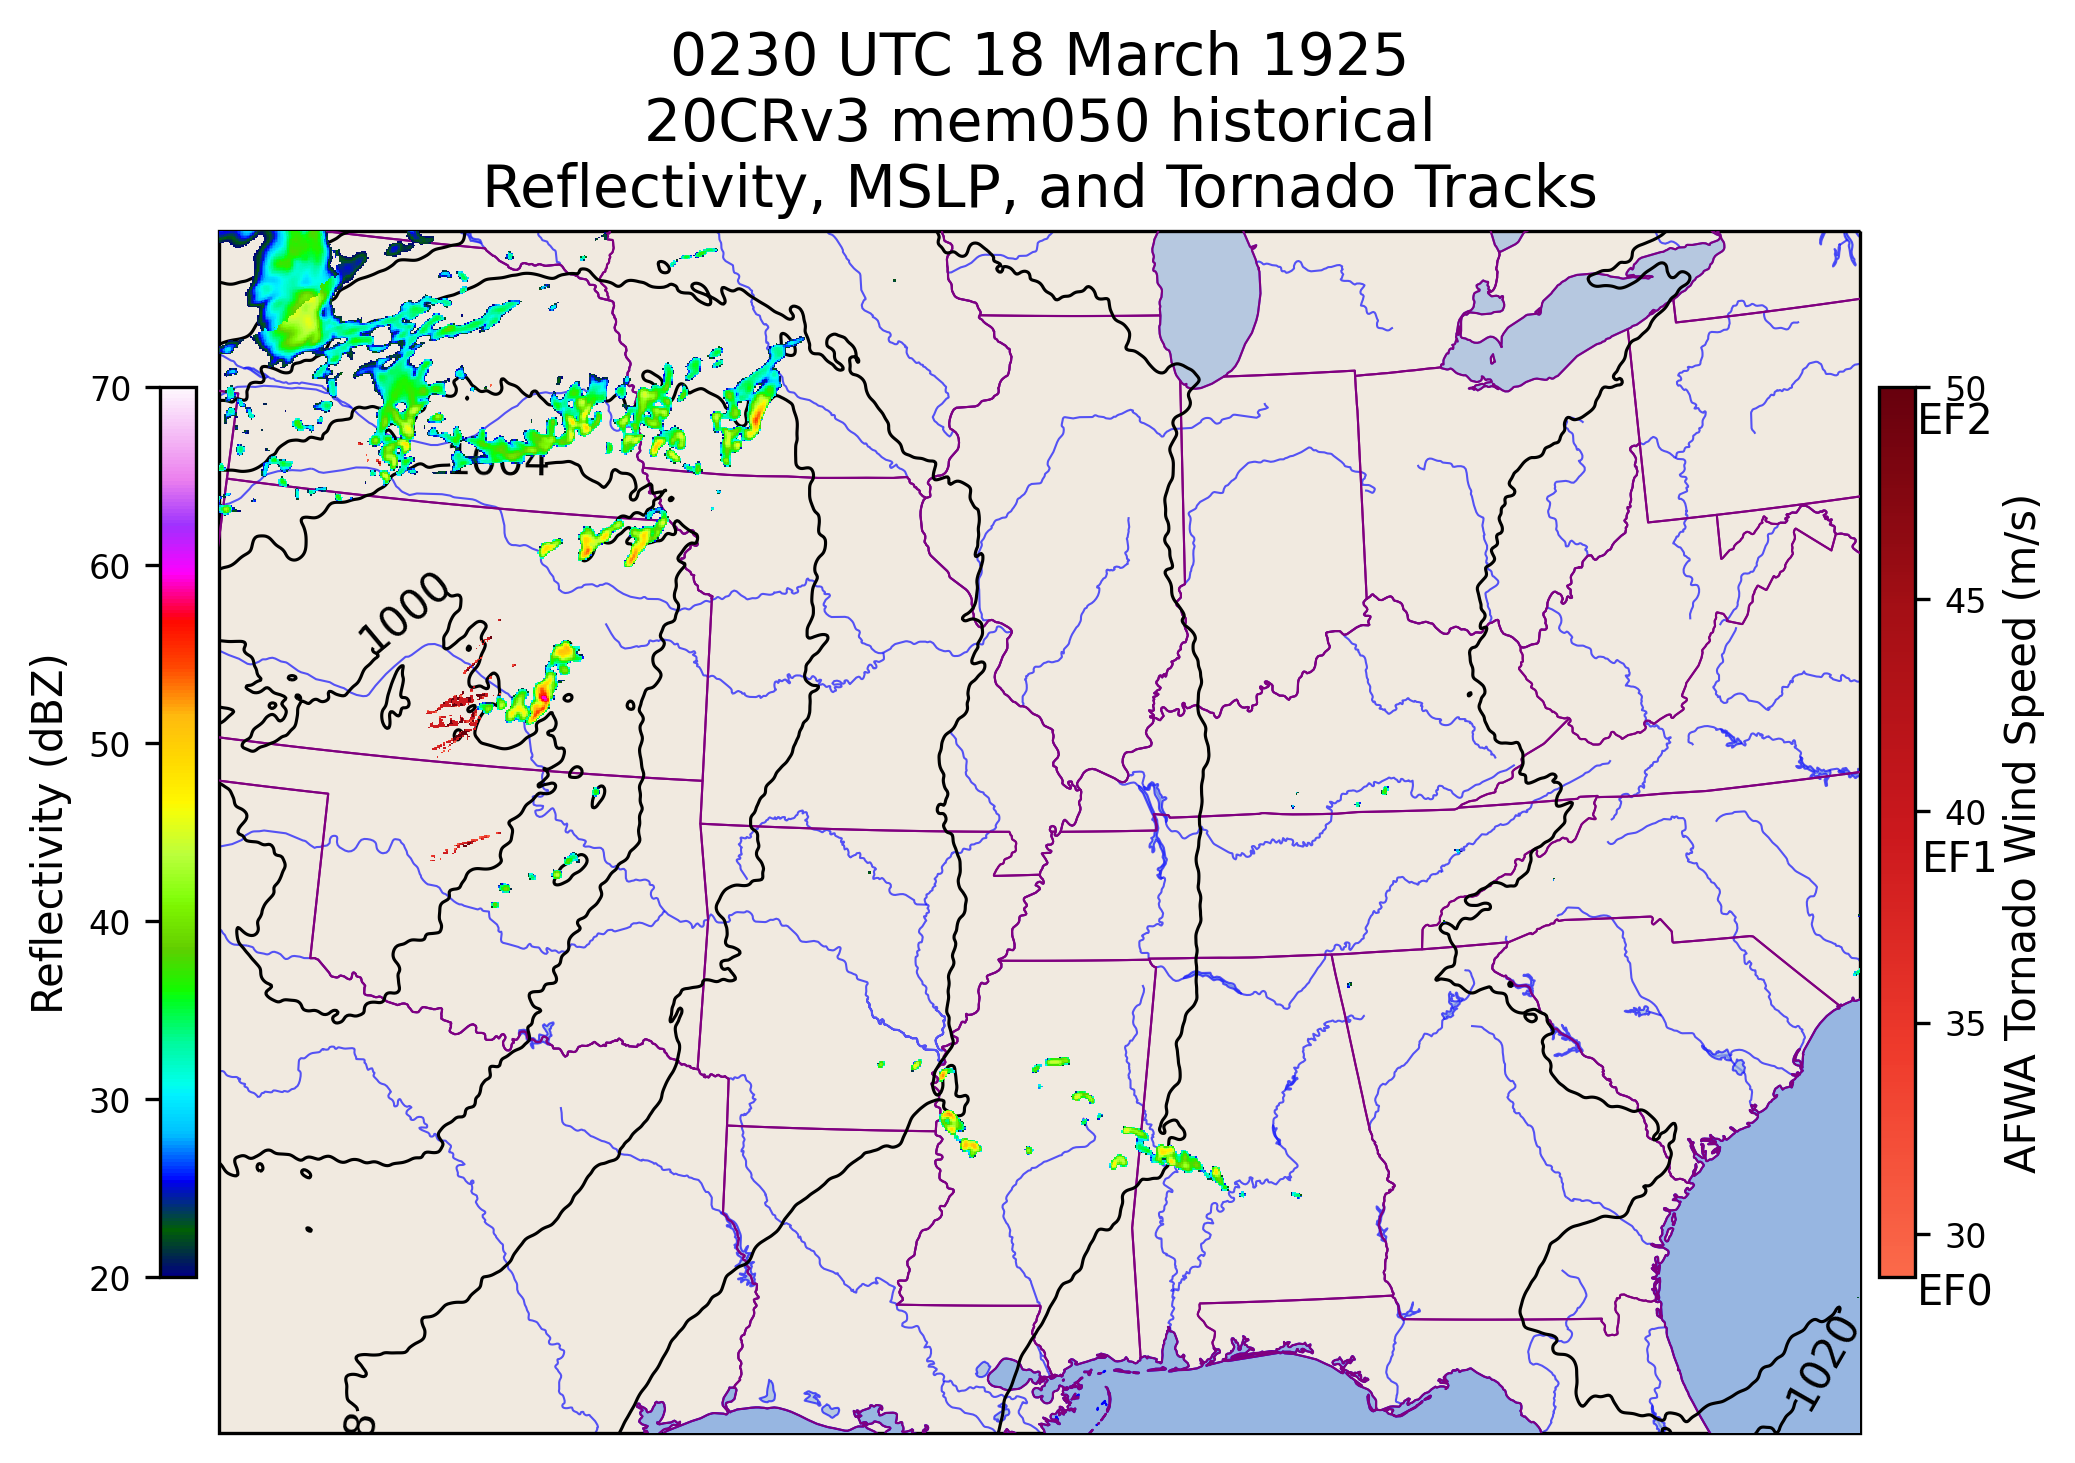 0230 UTC 18 March 1925
20CRv3 mem050 historical
Reflectivity, MSLP, and Tornado Tracks
70
60
50
40
30
20
Reflectivity (dBZ)
1004
1000
1020
8
50
EF2
45
40
EF1
35
30
EF0
AFWA Tornado Wind Speed (m/s)